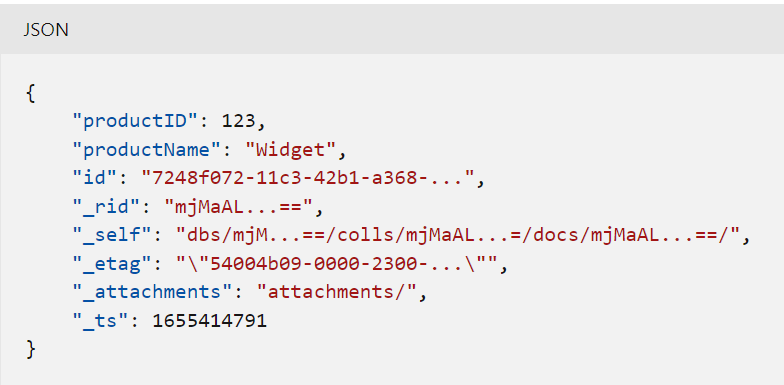 JSON
{
    "productID": 123,
    "productName": "Widget",
    "id": "7248f072-11c3-42b1-a368-...",
    "_rid": "mjMaAL...==",
    "_self": "dbs/mjM...==/colls/mjMaAL...=/docs/mjMaAL...==/",
    "_etag": "\"54004b09-0000-2300-...\"",
    "_attachments": "attachments/",
    "_ts": 1655414791
}